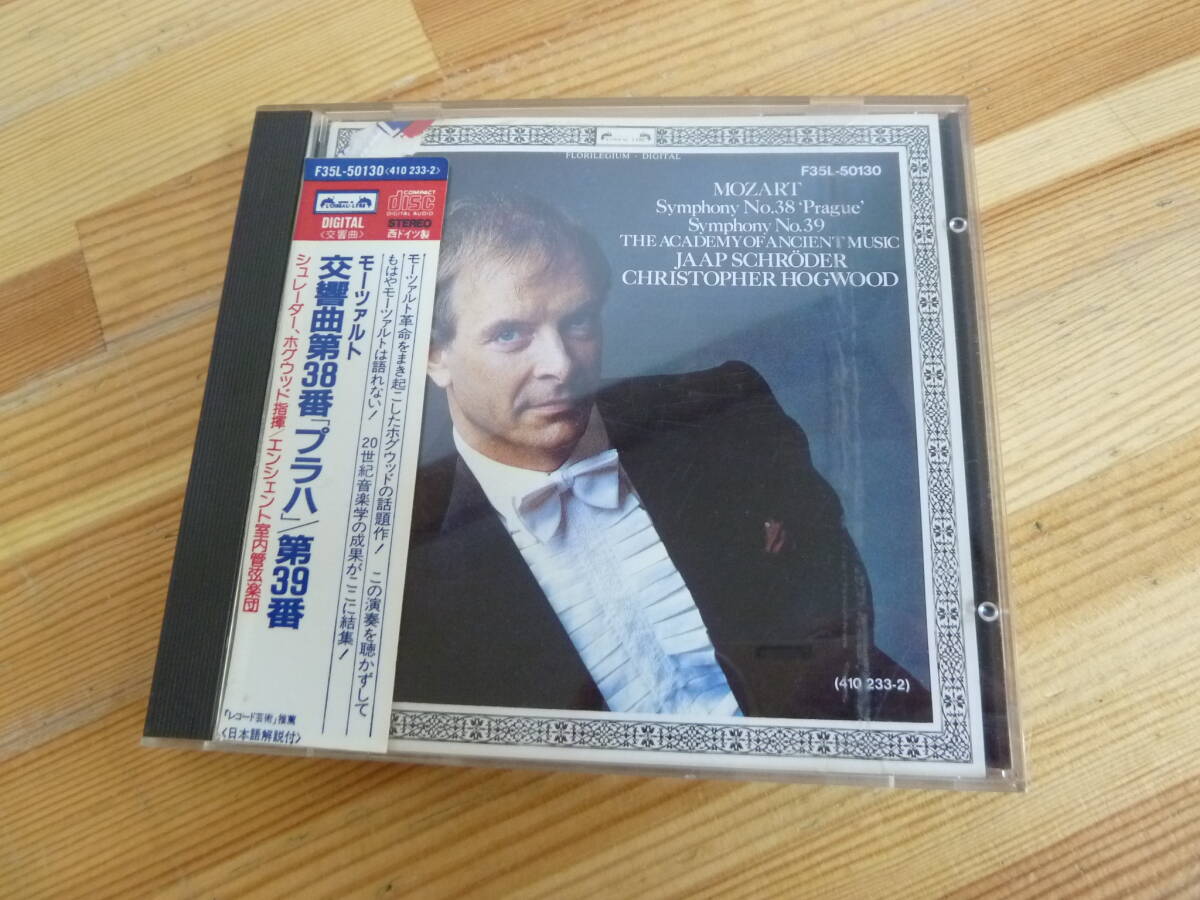 F35L-50130<410 233-2>
L'OISEAU-LYRE
COMPACT
disc
DIGITAL AUDIO
DIGITAL
STEREO
<交響曲>
西ドイツ製
モーツァルト
交響曲第38番「プラハ」/第39番
シュレーダー、ホグウッド指揮/エンシェント室内管弦楽団
モーツァルト革命をまき起こしたホグウッドの話題作! この演奏を聴かずして
もはやモーツァルトは語れない! 20世紀音楽学の成果がここに結集!
「レコード芸術」推薦
<日本語解説付>
FLORILEGIUM · DIGITAL
F35L-50130
MOZART
Symphony No.38 'Prague'
Symphony No.39
THE ACADEMY OF ANCIENT MUSIC
JAAP SCHRÖDER
CHRISTOPHER HOGWOOD
(410 233-2)